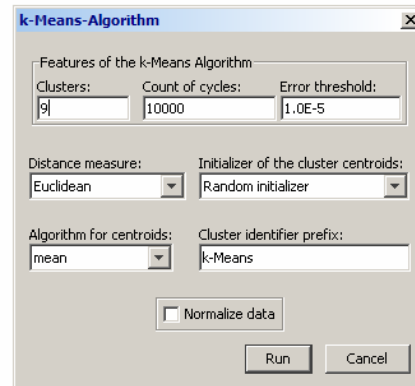 k-Means-Algorithm
Features of the k-Means Algorithm
Clusters: Count of cycles: Error threshold:
9 10000 1.0E-5
Distance measure: Initializer of the cluster centroids:
Euclidean Random initializer
Algorithm for centroids: Cluster identifier prefix:
mean k-Means
Normalize data
Run Cancel